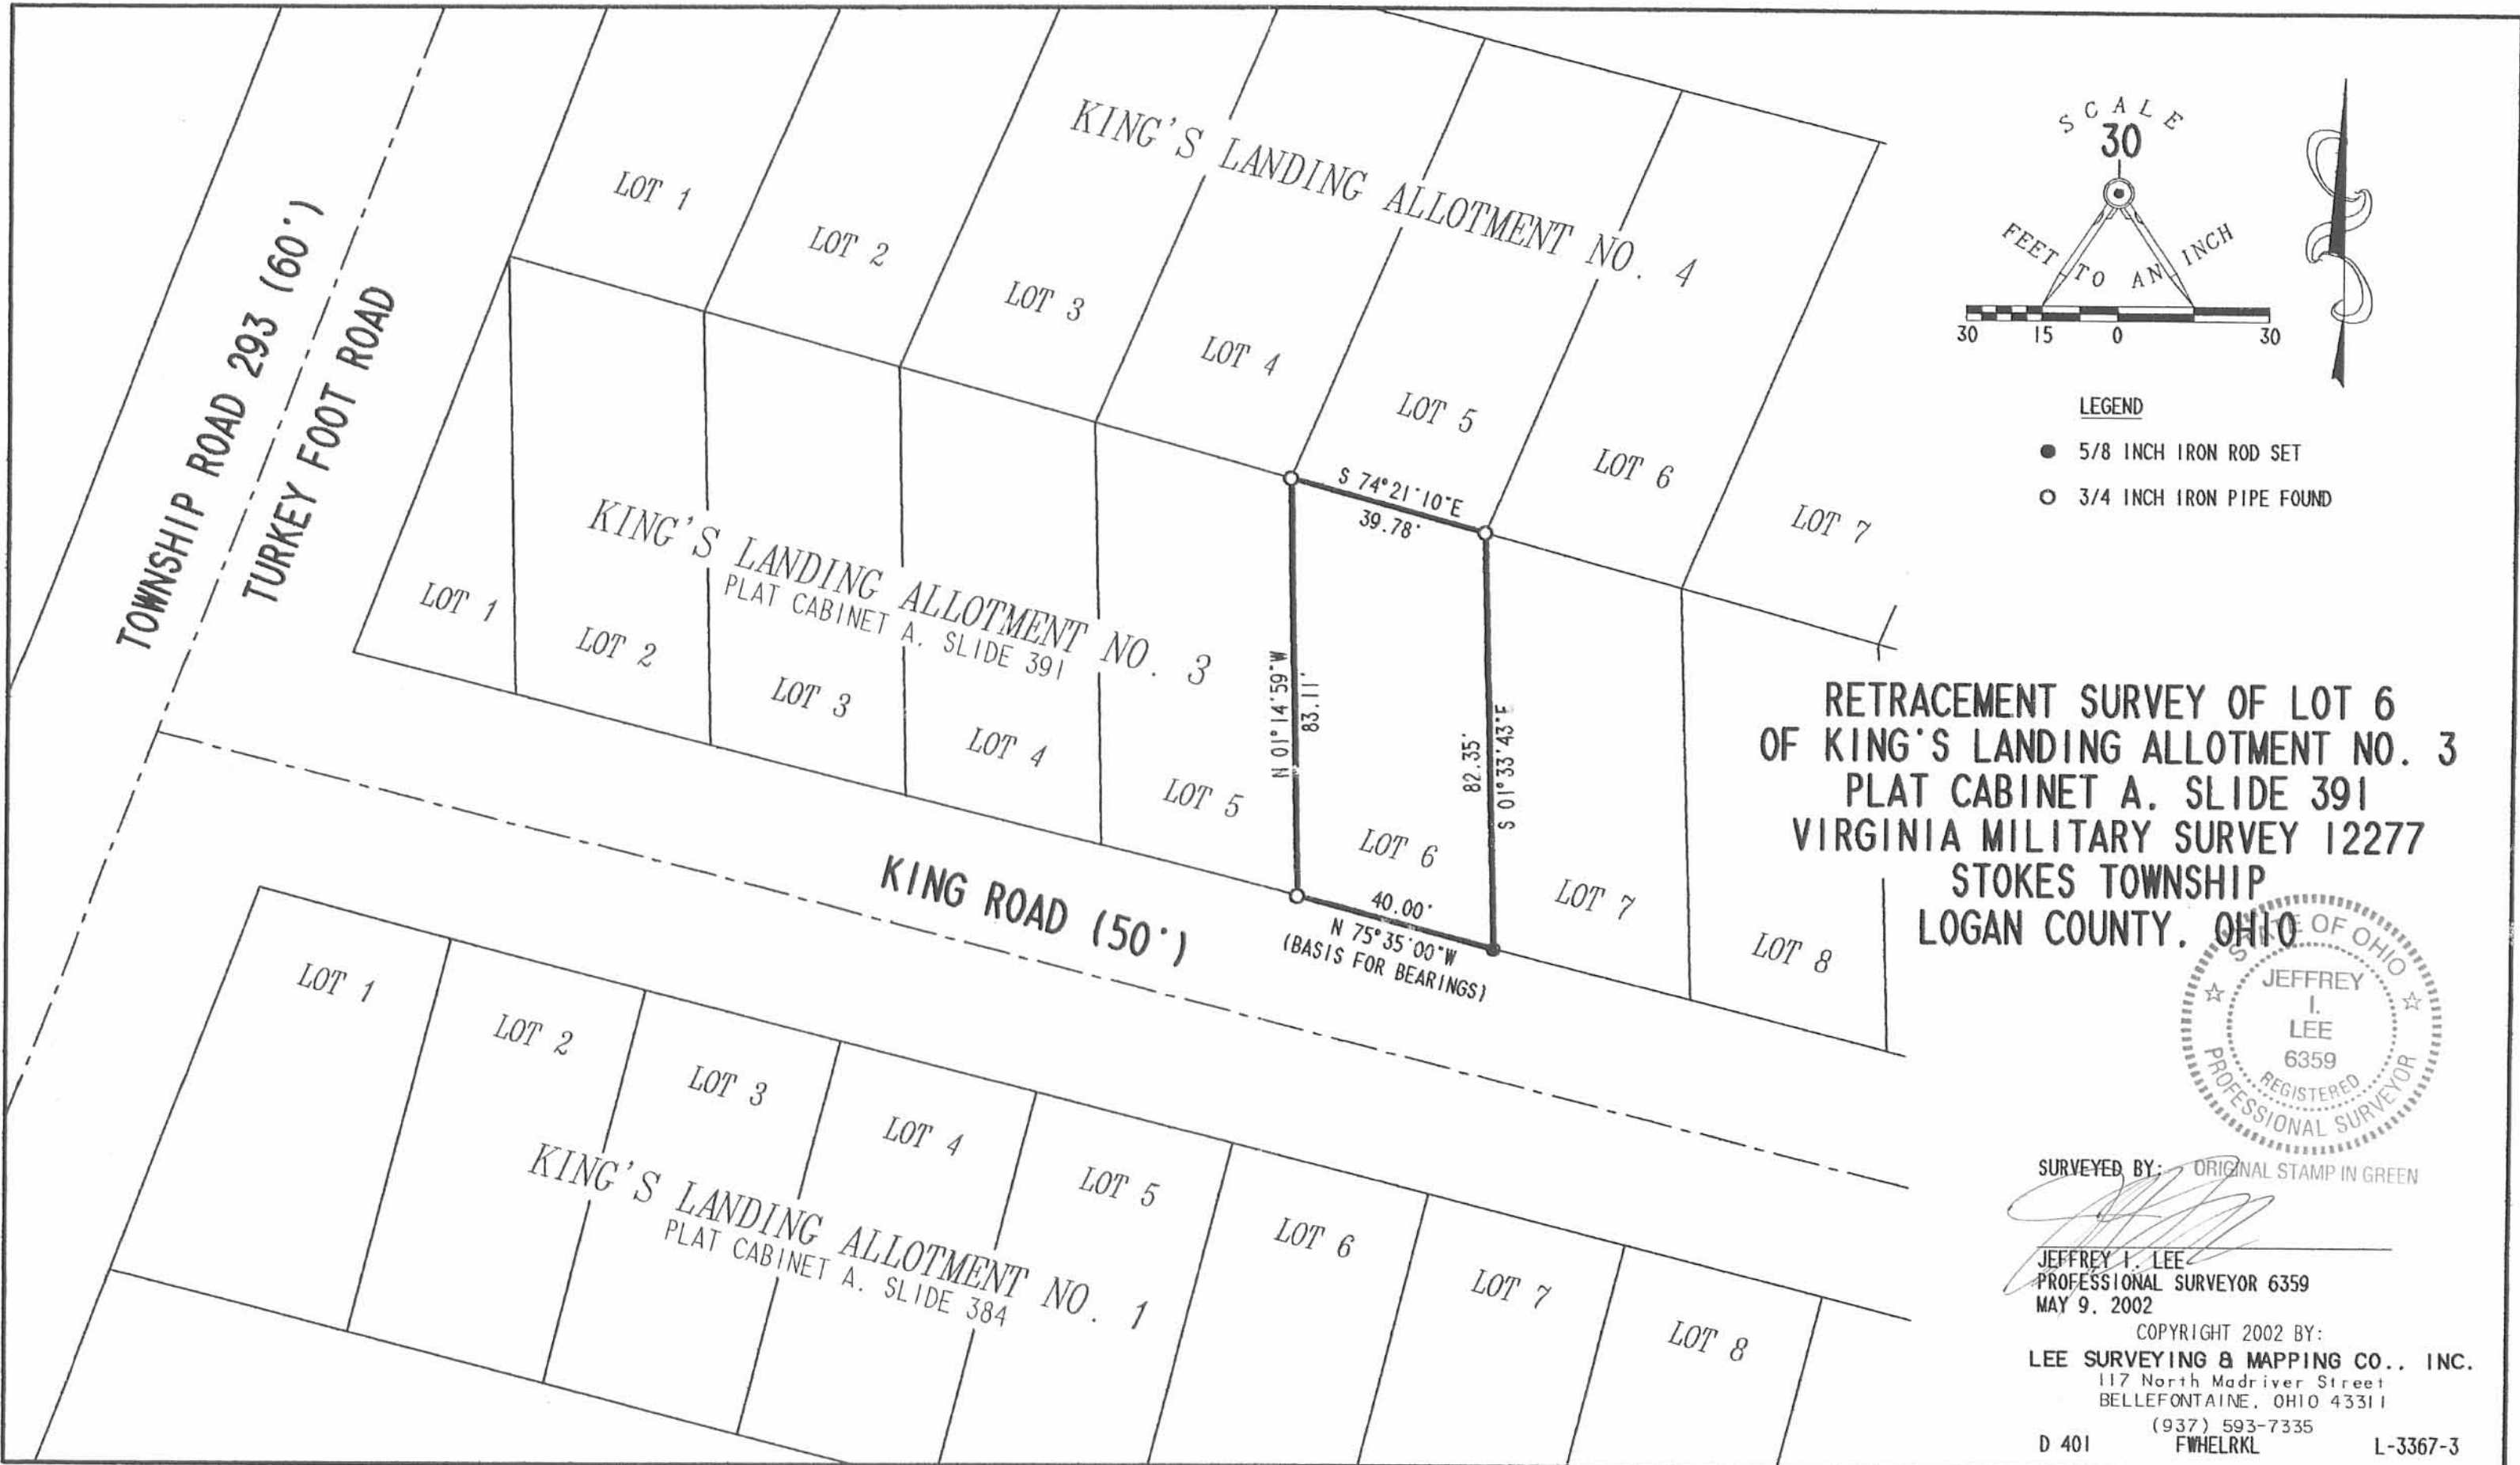 KING'S LANDING ALLOTMENT NO. 4
LOT 1
LOT 2
LOT 3
LOT 4
LOT 5
LOT 6
LOT 7
TOWNSHIP ROAD 293 (60')
TURKEY FOOT ROAD
KING'S LANDING ALLOTMENT NO. 3
PLAT CABINET A. SLIDE 391
LOT 1
LOT 2
LOT 3
LOT 4
LOT 5
LOT 6
LOT 7
LOT 8
S 74°21'10"E
39.78'
N 01°14'59"W
83.11'
82.35'
S 01°33'43"E
40.00'
N 75°35'00"W
(BASIS FOR BEARINGS)
KING ROAD (50')
LOT 1
LOT 2
LOT 3
LOT 4
LOT 5
LOT 6
LOT 7
LOT 8
KING'S LANDING ALLOTMENT NO. 1
PLAT CABINET A. SLIDE 384
SCALE
30
FEET TO AN INCH
30 15 0 30
LEGEND
5/8 INCH IRON ROD SET
3/4 INCH IRON PIPE FOUND
RETRACEMENT SURVEY OF LOT 6
OF KING'S LANDING ALLOTMENT NO. 3
PLAT CABINET A. SLIDE 391
VIRGINIA MILITARY SURVEY 12277
STOKES TOWNSHIP
LOGAN COUNTY. OHIO
STATE OF OHIO
JEFFREY
I.
LEE
6359
REGISTERED
PROFESSIONAL SURVEYOR
SURVEYED BY: ORIGINAL STAMP IN GREEN
JEFFREY I. LEE
PROFESSIONAL SURVEYOR 6359
MAY 9. 2002
COPYRIGHT 2002 BY:
LEE SURVEYING & MAPPING CO.. INC.
117 North Madriver Street
BELLEFONTAINE, OHIO 43311
(937) 593-7335
D 401 FWHELRKL L-3367-3